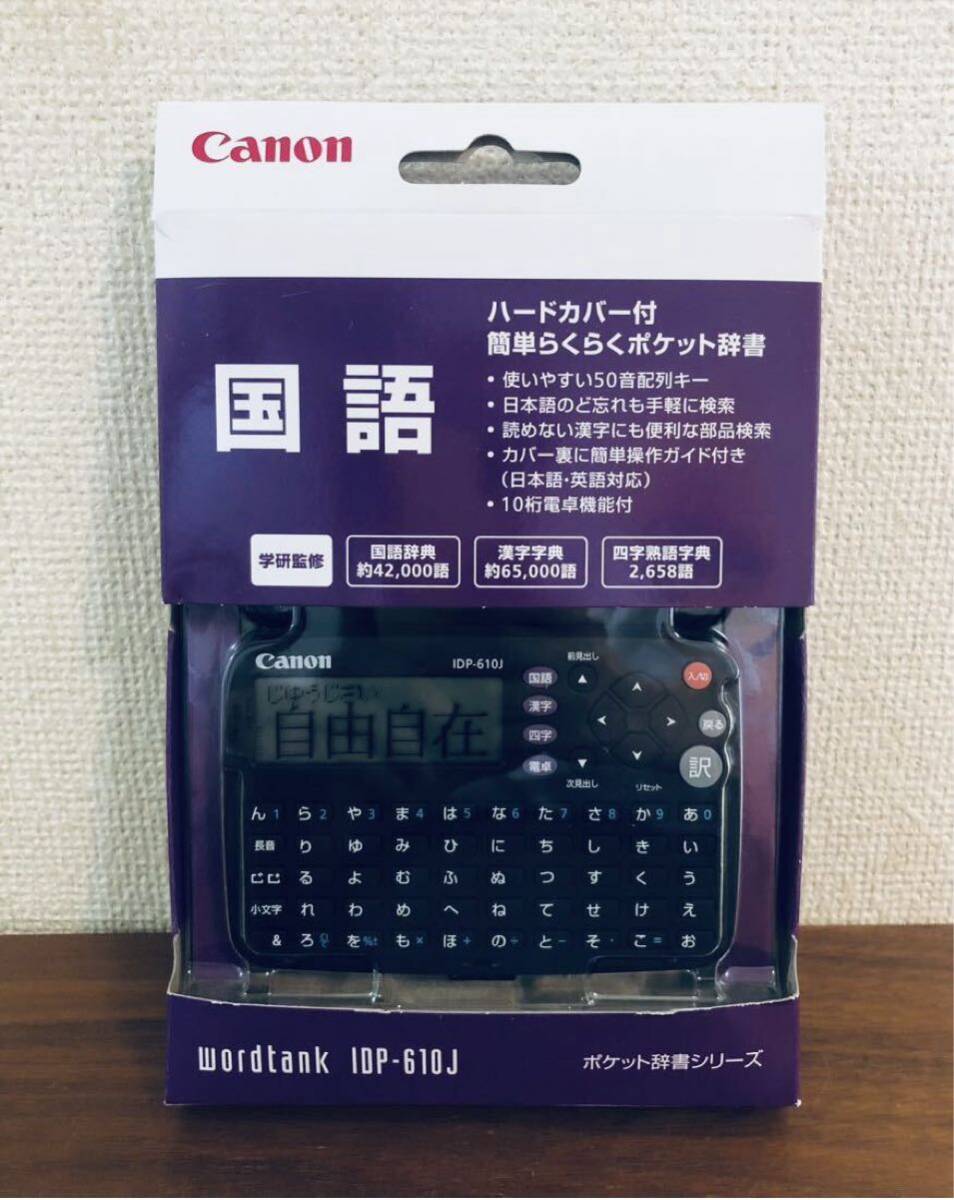 Canon
ハードカバー付
簡単らくらくポケット辞書
国語
・使いやすい50音配列キー
・日本語のど忘れも手軽に検索
・読めない漢字にも便利な部品検索
・カバー裏に簡単操作ガイド付き
（日本語・英語対応）
・10桁電卓機能付
学研監修
国語辞典
約42,000語
漢字字典
約65,000語
四字熟語字典
2,658語
Canon
IDP-610J
前見出し
国語
漢字
四字
電卓
次見出し
リセット
入/切
戻る
訳
じゆうじざい
自由自在
ん1 ら2 や3 ま4 は5 な6 た7 さ8 か9 あ0
長音 り ゆ み ひ に ち し き い
る よ む ふ ぬ つ す く う
小文字 れ わ め へ ね て せ け え
& ろ を も× ほ+ の÷ と− そ・ こ= お
wordtank IDP-610J
ポケット辞書シリーズ